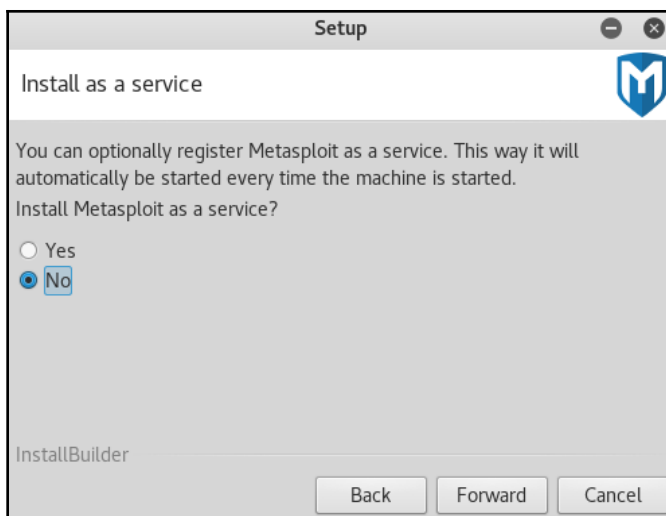 Setup
Install as a service
You can optionally register Metasploit as a service. This way it will
automatically be started every time the machine is started.
Install Metasploit as a service?
Yes
No
InstallBuilder
Back Forward Cancel